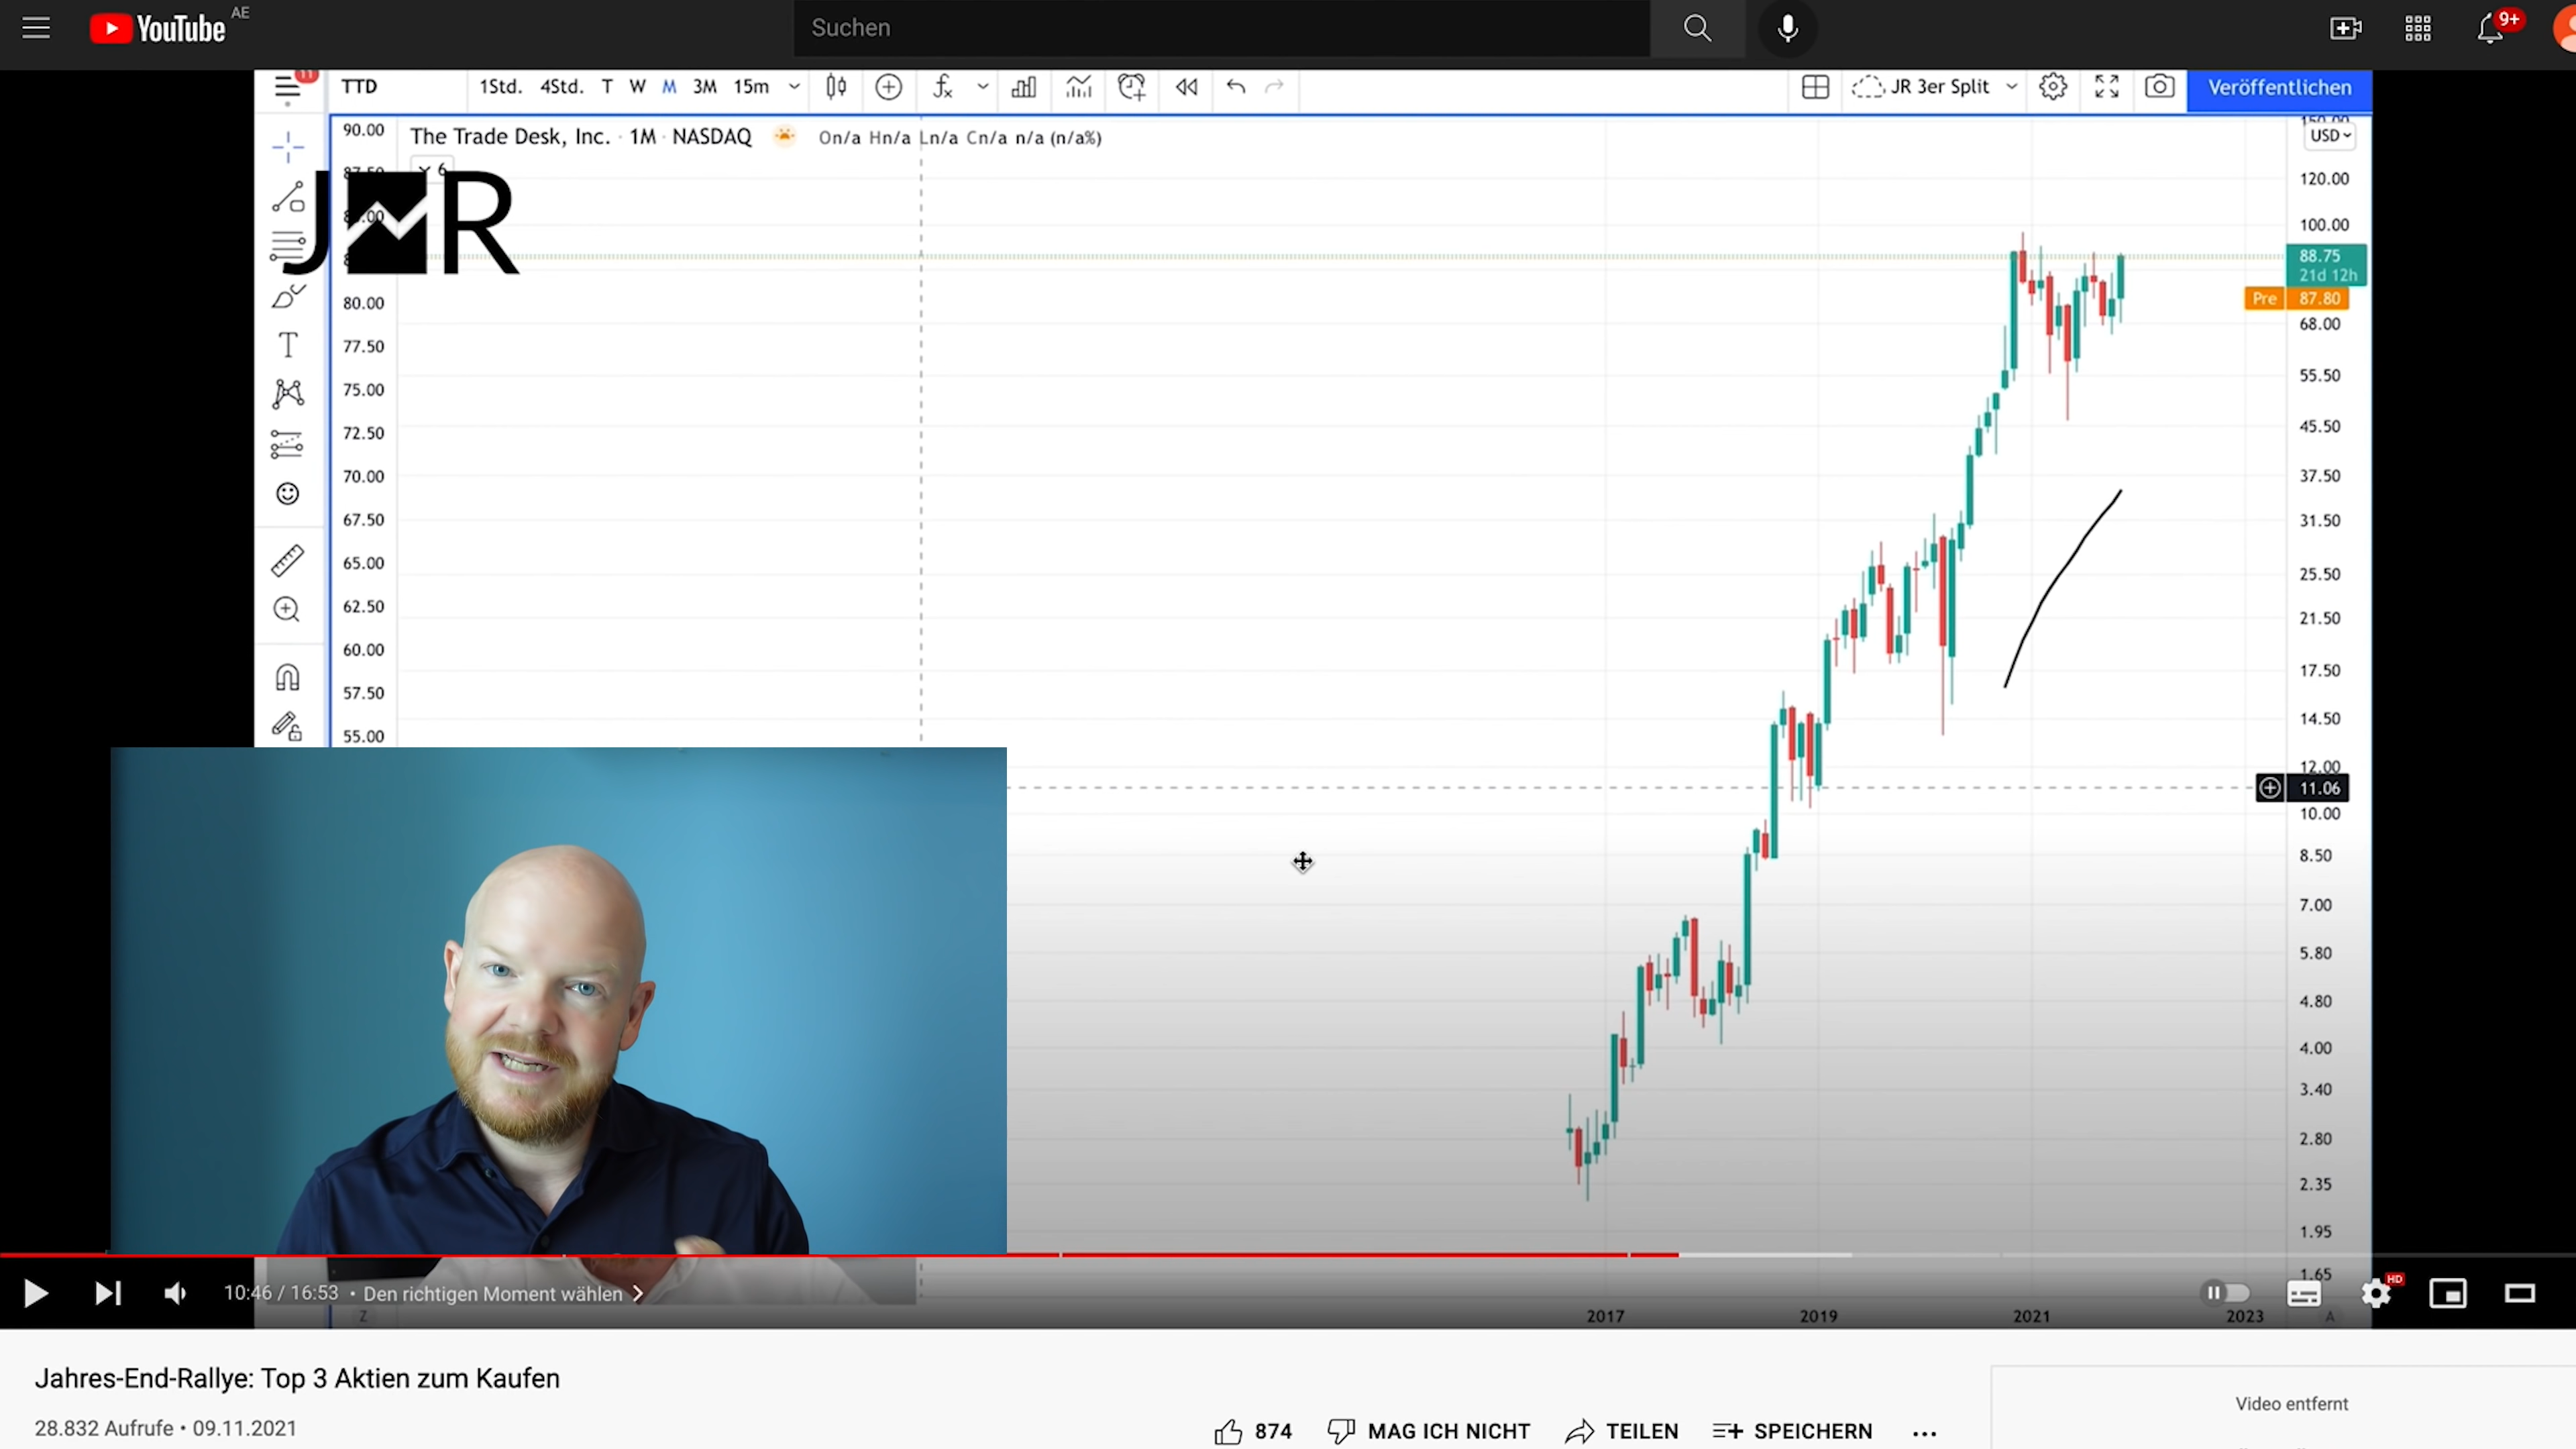 YouTube AE
Suchen
9+
11
TTD 1Std. 4Std. T W M 3M 15m JR 3er Split Veröffentlichen
The Trade Desk, Inc. · 1M · NASDAQ On/a Hn/a Ln/a Cn/a n/a (n/a%)
6
JR
USD
90.00
80.00
77.50
75.00
72.50
70.00
67.50
65.00
62.50
60.00
57.50
55.00
150.00
120.00
100.00
88.75
21d 12h
Pre 87.80
68.00
55.50
45.50
37.50
31.50
25.50
21.50
17.50
14.50
12.00
11.06
10.00
8.50
7.00
5.80
4.80
4.00
3.40
2.80
2.35
1.95
1.65
10:46 / 16:53 • Den richtigen Moment wählen
HD
Z 2017 2019 2021 2023 A
Jahres-End-Rallye: Top 3 Aktien zum Kaufen
28.832 Aufrufe • 09.11.2021
874 MAG ICH NICHT TEILEN SPEICHERN ...
Video entfernt